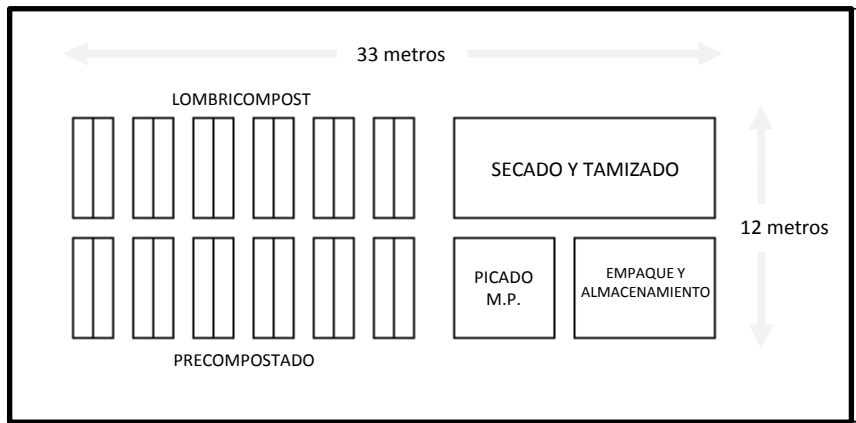 33 metros
LOMBRICOMPOST
SECADO Y TAMIZADO
12 metros
PICADO
M.P.
EMPAQUE Y
ALMACENAMIENTO
PRECOMPOSTADO